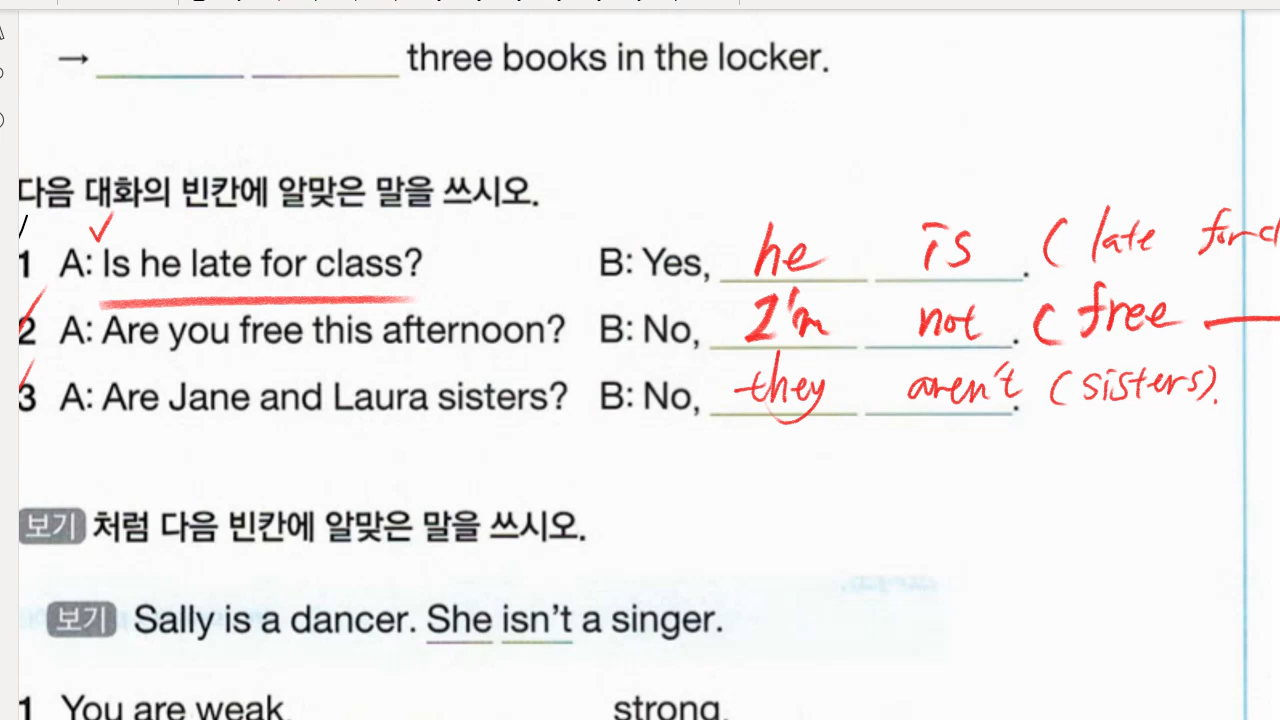 → ______ ______ three books in the locker.
다음 대화의 빈칸에 알맞은 말을 쓰시오.
1 A: Is he late for class? B: Yes, he is. ( late for
2 A: Are you free this afternoon? B: No, I'm not. ( free
3 A: Are Jane and Laura sisters? B: No, they aren't. (sisters).
보기 처럼 다음 빈칸에 알맞은 말을 쓰시오.
보기 Sally is a dancer. She isn't a singer.
1 You are weak. strong.